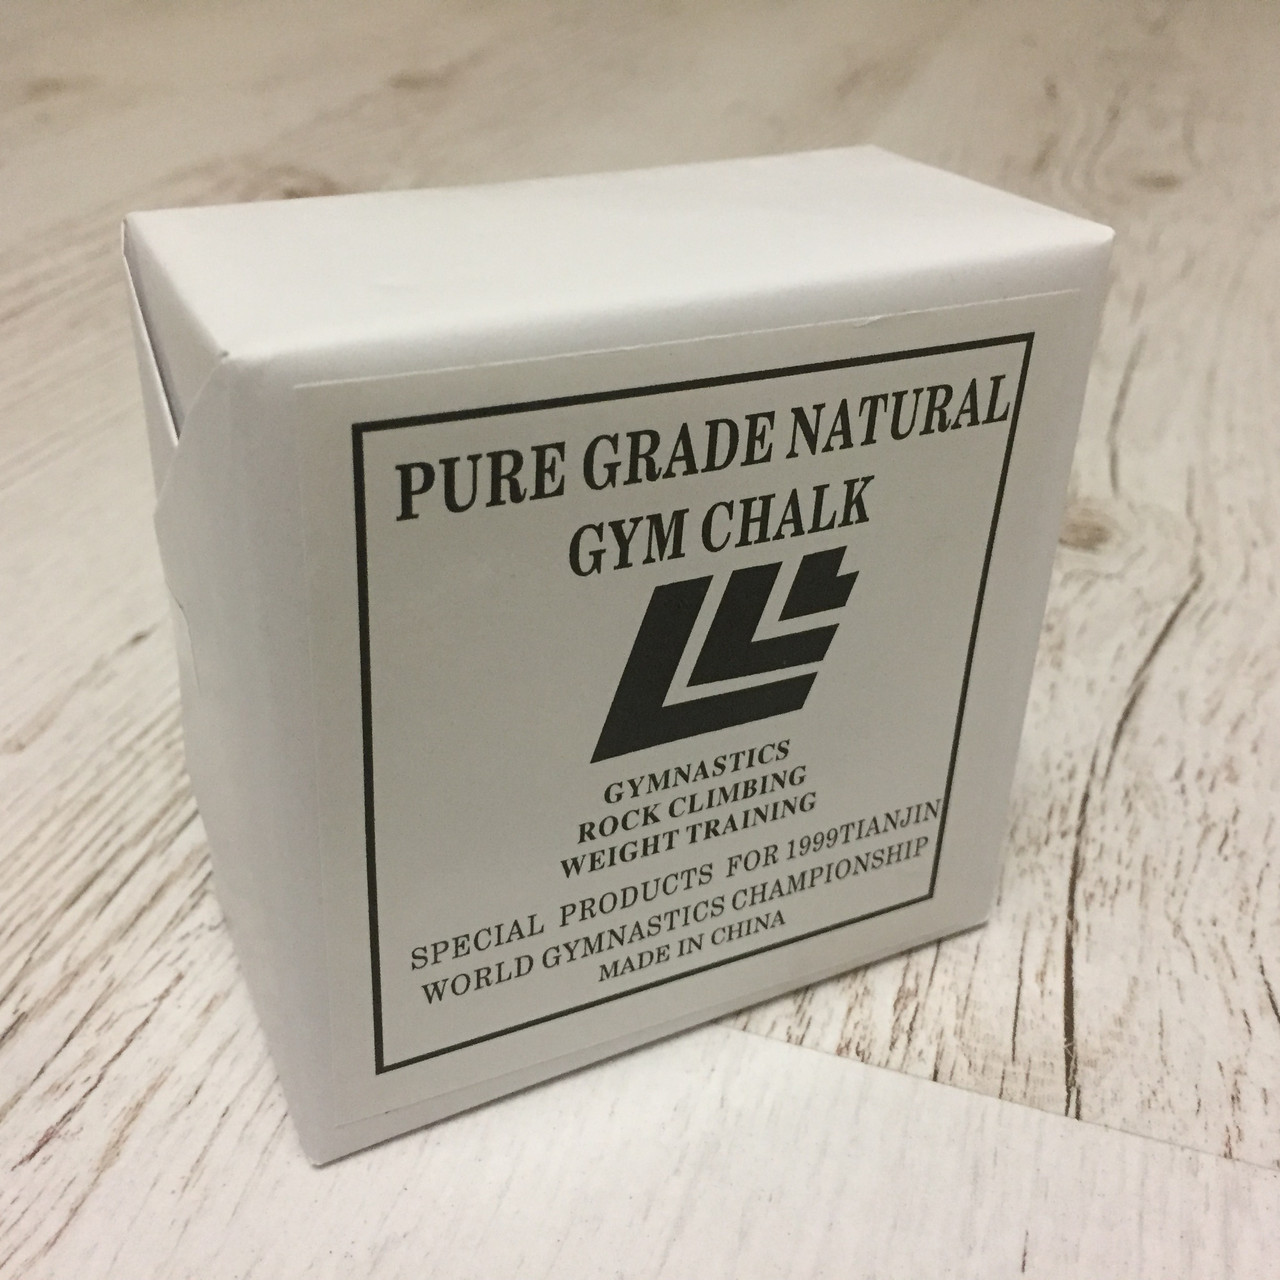 PURE GRADE NATURAL
GYM CHALK
GYMNASTICS
ROCK CLIMBING
WEIGHT TRAINING
SPECIAL PRODUCTS FOR 1999TIANJIN
WORLD GYMNASTICS CHAMPIONSHIP
MADE IN CHINA